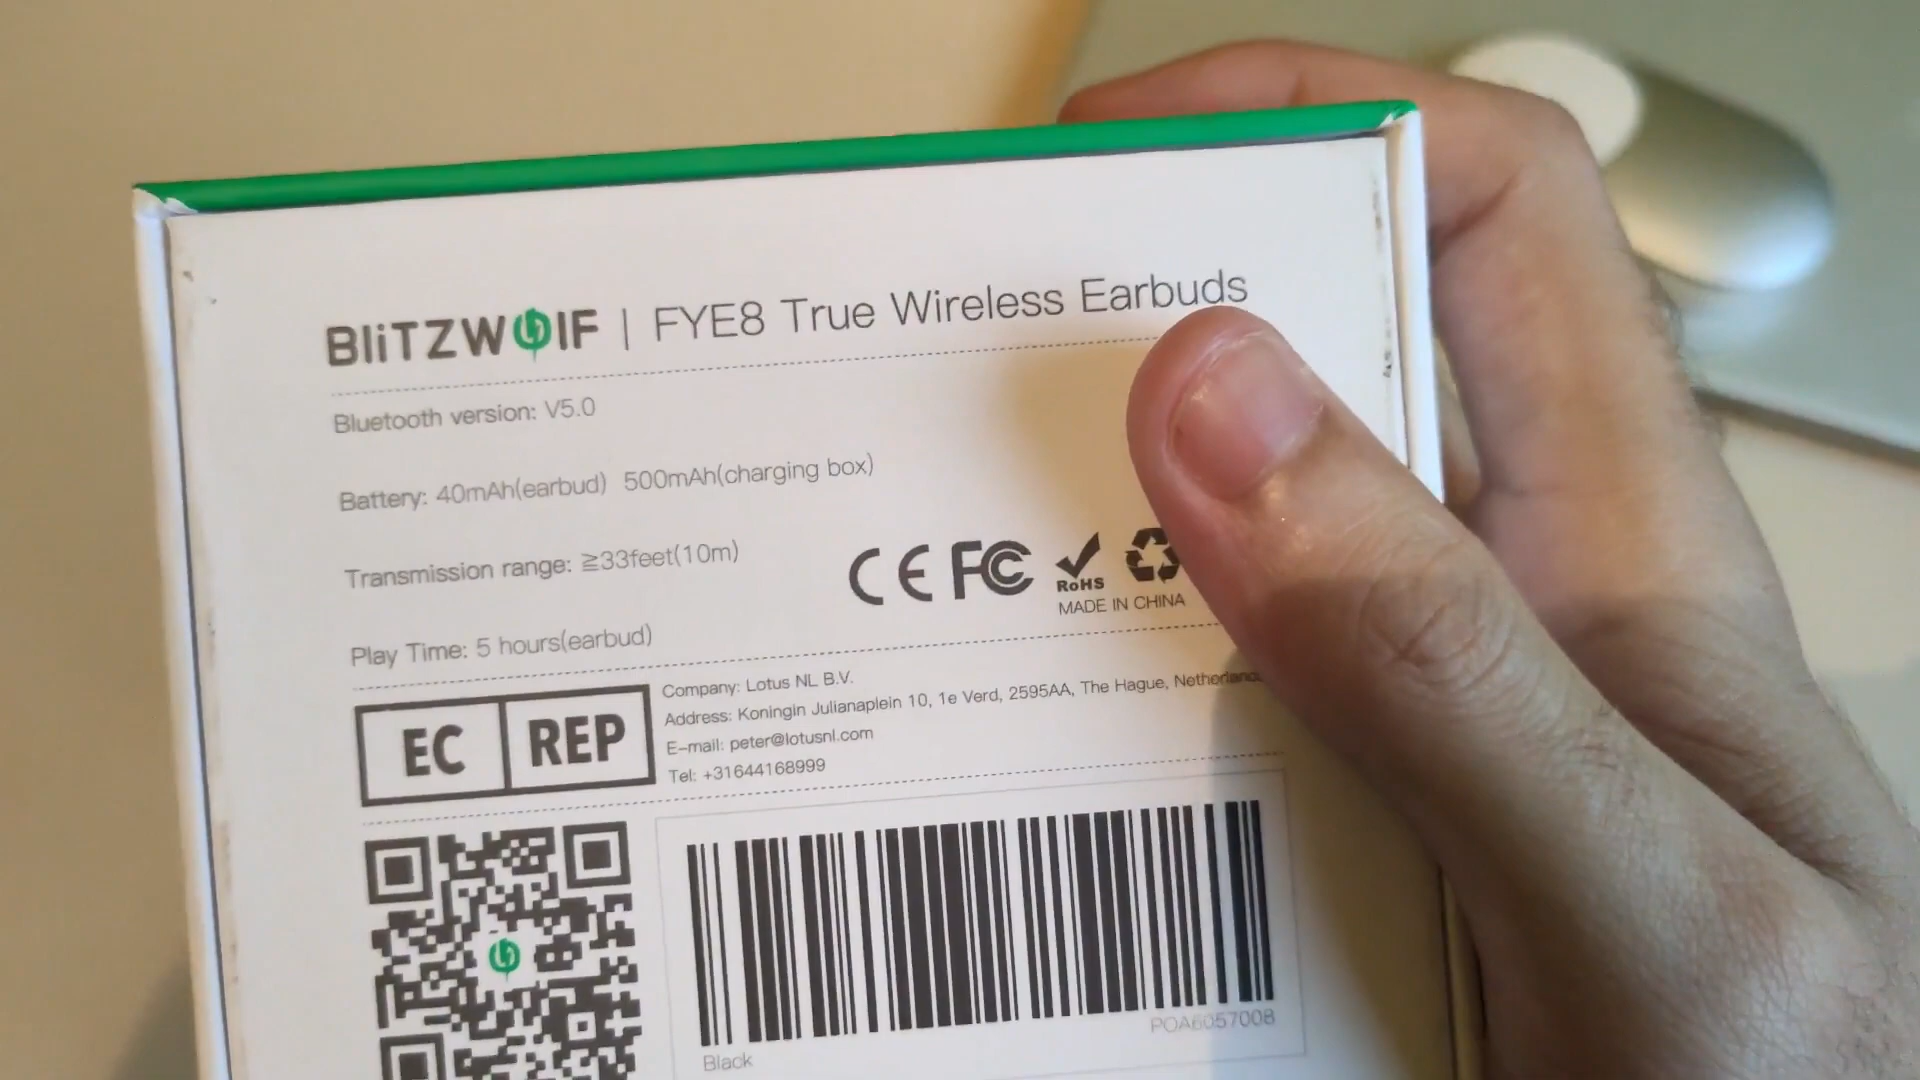 BLiTZWOLF | FYE8 True Wireless Earbuds
Bluetooth version: V5.0
Battery: 40mAh(earbud) 500mAh(charging box)
Transmission range: ≧33feet(10m)
Play Time: 5 hours(earbud)
CE FC RoHS
MADE IN CHINA
EC REP
Company: Lotus NL B.V.
Address: Koningin Julianaplein 10, 1e Verd, 2595AA, The Hague, Netherland
E-mail: peter@lotusnl.com
Tel: +31644168999
POA6057008
Black